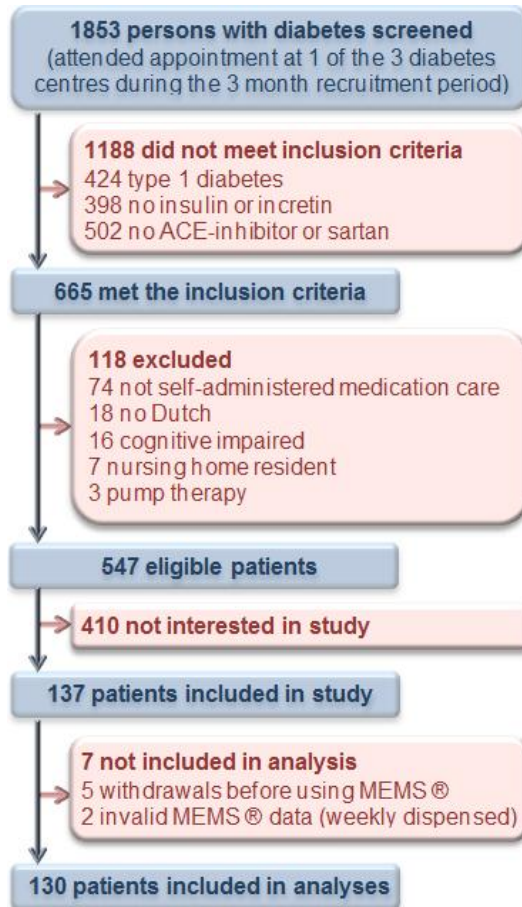 1853 persons with diabetes screened
(attended appointment at 1 of the 3 diabetes
centres during the 3 month recruitment period)
1188 did not meet inclusion criteria
424 type 1 diabetes
398 no insulin or incretin
502 no ACE-inhibitor or sartan
665 met the inclusion criteria
118 excluded
74 not self-administered medication care
18 no Dutch
16 cognitive impaired
7 nursing home resident
3 pump therapy
547 eligible patients
410 not interested in study
137 patients included in study
7 not included in analysis
5 withdrawals before using MEMS ®
2 invalid MEMS ® data (weekly dispensed)
130 patients included in analyses